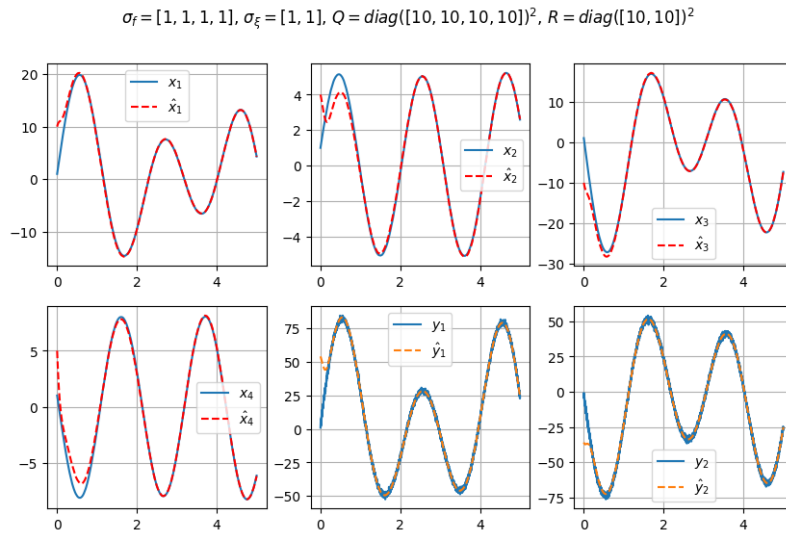 σ_f = [1, 1, 1, 1], σ_ξ = [1, 1], Q = diag([10, 10, 10, 10])², R = diag([10, 10])²
20
10
0
−10
0 2 4
x₁
x̂₁
4
2
0
−2
−4
0 2 4
x₂
x̂₂
10
0
−10
−20
−30
0 2 4
x₃
x̂₃
5
0
−5
0 2 4
x₄
x̂₄
75
50
25
0
−25
−50
0 2 4
y₁
ŷ₁
50
25
0
−25
−50
−75
0 2 4
y₂
ŷ₂